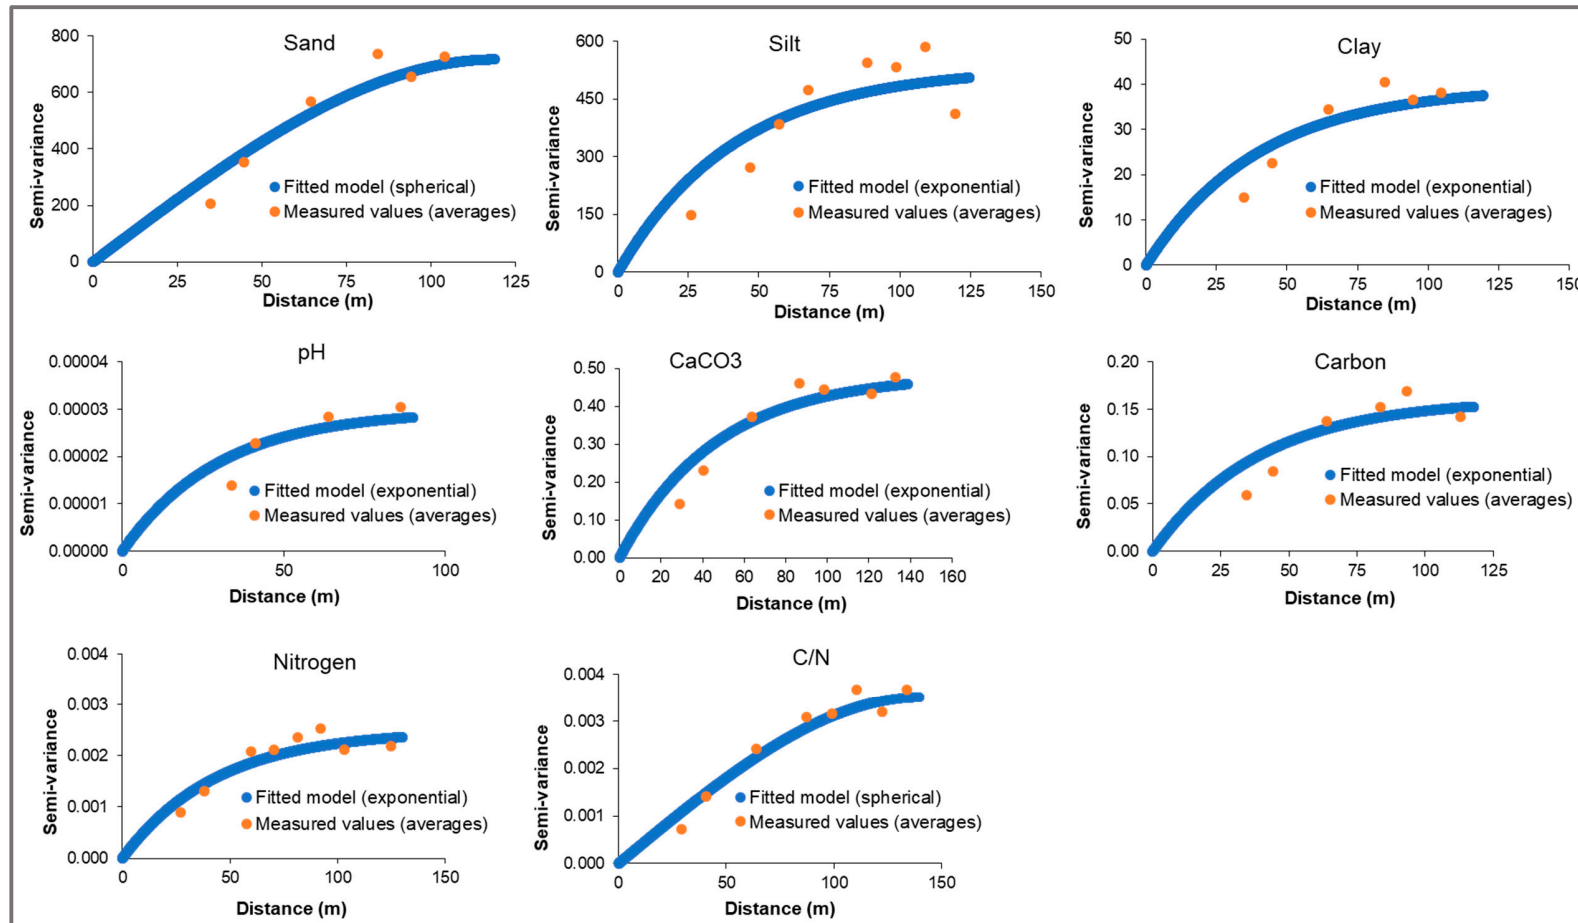 Sand
Semi-variance
800
600
400
200
0
Fitted model (spherical)
Measured values (averages)
0 25 50 75 100 125
Distance (m)
Silt
Semi-variance
600
450
300
150
0
Fitted model (exponential)
Measured values (averages)
0 25 50 75 100 125 150
Distance (m)
Clay
Semi-variance
50
40
30
20
10
0
Fitted model (exponential)
Measured values (averages)
0 25 50 75 100 125 150
Distance (m)
pH
Semi-variance
0.00004
0.00003
0.00002
0.00001
0.00000
Fitted model (exponential)
Measured values (averages)
0 50 100
Distance (m)
CaCO3
Semi-variance
0.50
0.40
0.30
0.20
0.10
0.00
Fitted model (exponential)
Measured values (averages)
0 20 40 60 80 100 120 140 160
Distance (m)
Carbon
Semi-variance
0.20
0.15
0.10
0.05
0.00
Fitted model (exponential)
Measured values (averages)
0 25 50 75 100 125
Distance (m)
Nitrogen
Semi-variance
0.004
0.003
0.002
0.001
0.000
Fitted model (exponential)
Measured values (averages)
0 50 100 150
Distance (m)
C/N
Semi-variance
0.004
0.003
0.002
0.001
0.000
Fitted model (spherical)
Measured values (averages)
0 50 100 150
Distance (m)